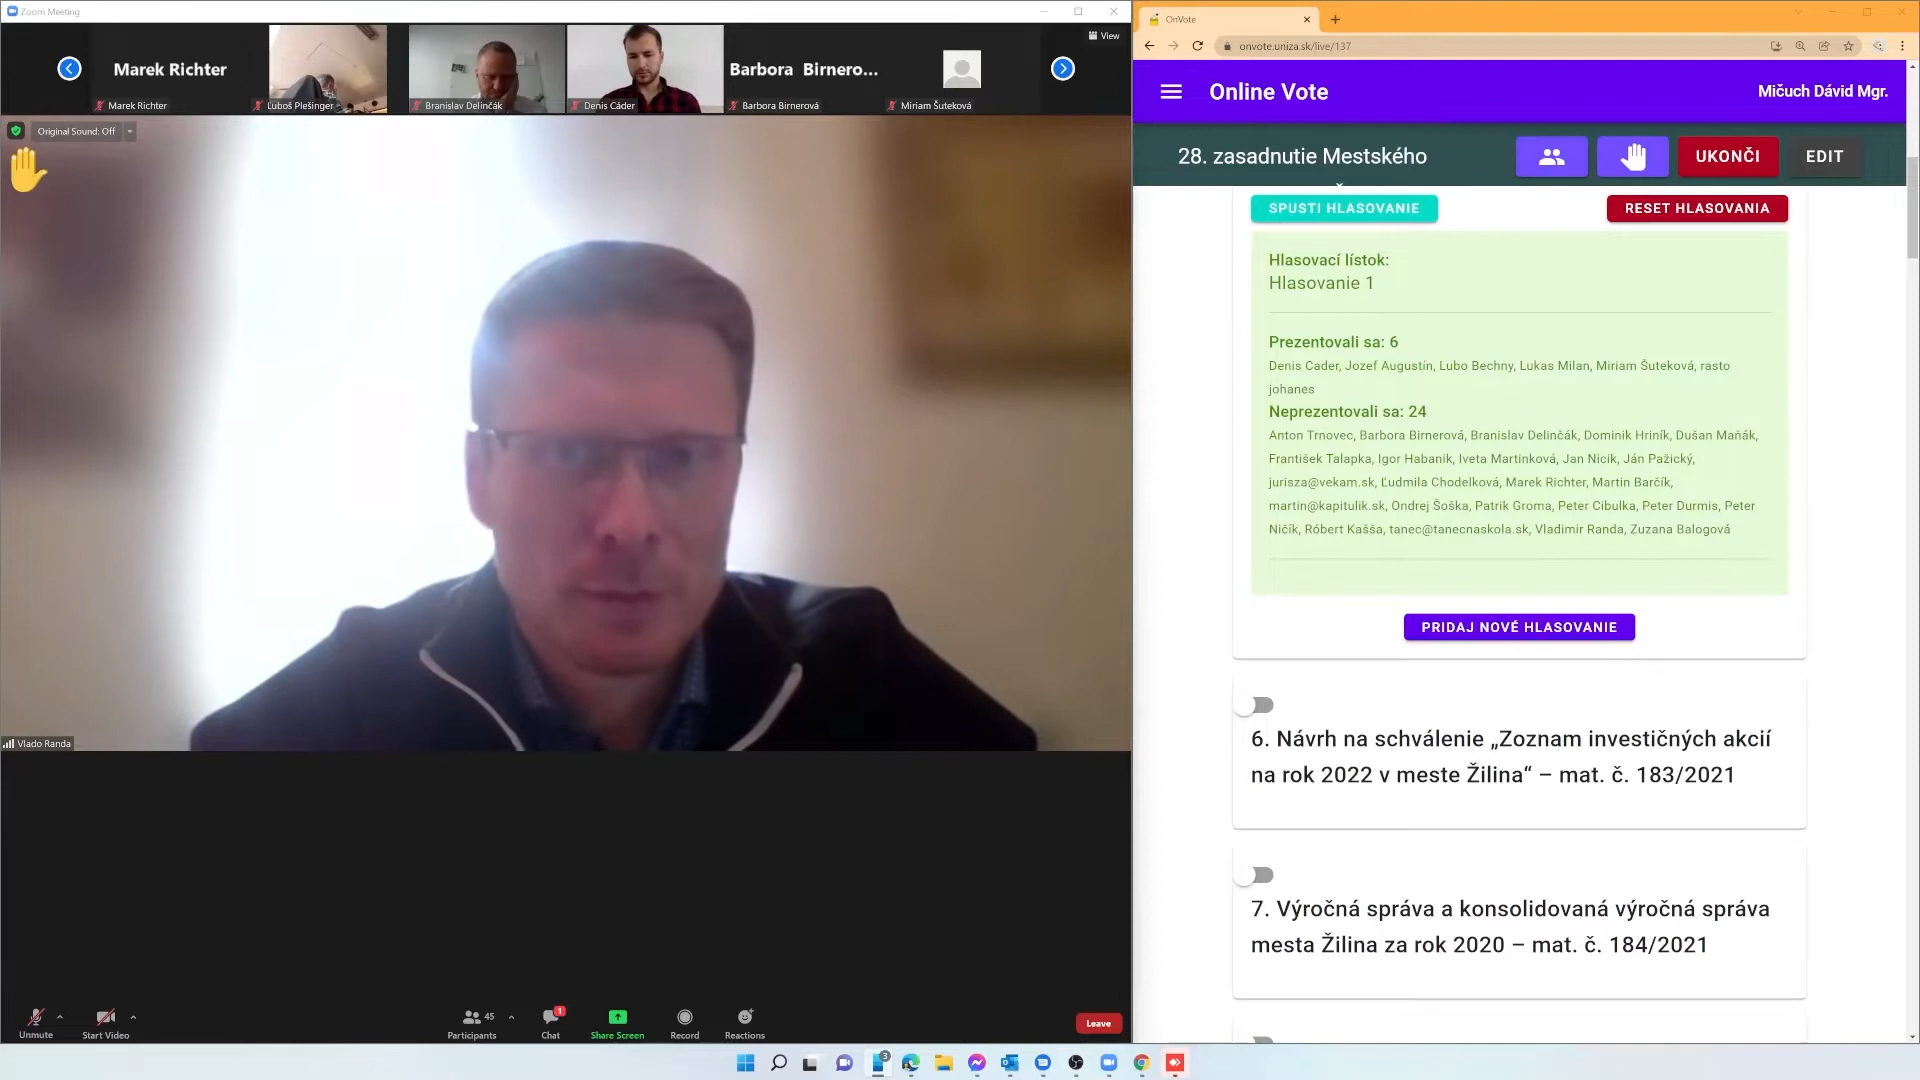 Zoom Meeting
View
Marek Richter
Barbora Birnero...
Marek Richter
Ľuboš Plešinger
Branislav Delinčák
Denis Cáder
Barbora Birnerová
Miriam Šuteková
Original Sound: Off
Vlado Randa
Unmute
Start Video
45
Participants
1
Chat
Share Screen
Record
Reactions
Leave
OnVote
onvote.uniza.sk/live/137
Online Vote
Mičuch Dávid Mgr.
28. zasadnutie Mestského
UKONČI
EDIT
SPUSTI HLASOVANIE
RESET HLASOVANIA
Hlasovací lístok:
Hlasovanie 1
Prezentovali sa: 6
Denis Cader, Jozef Augustín, Lubo Bechny, Lukas Milan, Miriam Šuteková, rasto
johanes
Neprezentovali sa: 24
Anton Trnovec, Barbora Birnerová, Branislav Delinčák, Dominik Hriník, Dušan Maňák,
František Talapka, Igor Habanik, Iveta Martinková, Jan Nicik, Ján Pažický,
jurisza@vekam.sk, Ľudmila Chodelková, Marek Richter, Martin Barčík,
martin@kapitulik.sk, Ondrej Šoška, Patrik Groma, Peter Cibulka, Peter Durmis, Peter
Ničík, Róbert Kašša, tanec@tanecnaskola.sk, Vladimir Randa, Zuzana Balogová
PRIDAJ NOVÉ HLASOVANIE
6. Návrh na schválenie „Zoznam investičných akcií
na rok 2022 v meste Žilina“ – mat. č. 183/2021
7. Výročná správa a konsolidovaná výročná správa
mesta Žilina za rok 2020 – mat. č. 184/2021
3